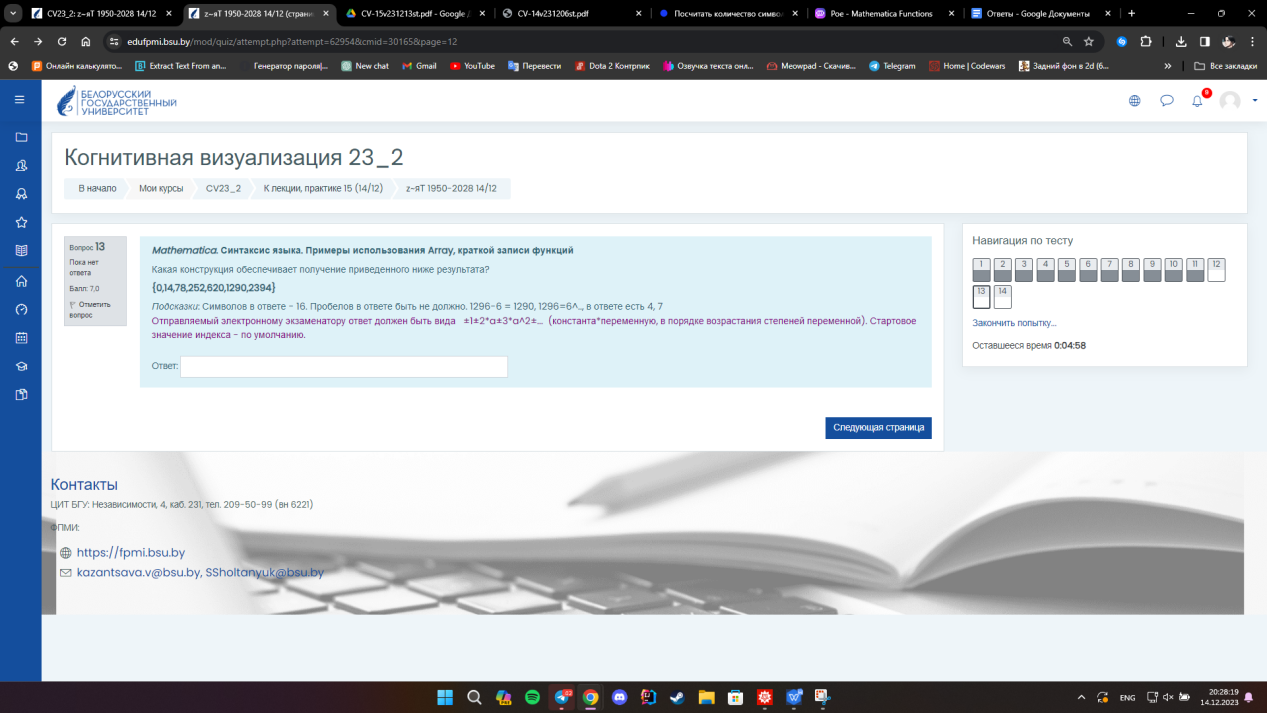 CV23_2: z~яТ 1950-2028 14/12
z~яТ 1950-2028 14/12 (страни
CV-15v231213st.pdf - Google
CV-14v231206st.pdf
Посчитать количество симво
Poe - Mathematica Functions
Ответы - Google Документы
edufpmi.bsu.by/mod/quiz/attempt.php?attempt=62954&cmid=30165&page=12
Онлайн калькулято...
Extract Text From an...
Генератор пароля|...
New chat
Gmail
YouTube
Перевести
Dota 2 Контрпик
Озвучка текста онл...
Meowpad - Скачив...
Telegram
Home | Codewars
Задний фон в 2d (6...
»
Все закладки
БЕЛОРУССКИЙ
ГОСУДАРСТВЕННЫЙ
УНИВЕРСИТЕТ
9
Когнитивная визуализация 23_2
В начало
Мои курсы
CV23_2
К лекции, практике 15 (14/12)
z~яТ 1950-2028 14/12
Вопрос 13
Пока нет
ответа
Балл: 7,0
Отметить
вопрос
Mathematica. Синтаксис языка. Примеры использования Array, краткой записи функций
Какая конструкция обеспечивает получение приведенного ниже результата?
{0,14,78,252,620,1290,2394}
Подсказки: Символов в ответе - 16. Пробелов в ответе быть не должно. 1296-6 = 1290, 1296=6^.., в ответе есть 4, 7
Отправляемый электронному экзаменатору ответ должен быть вида ±1±2*a±3*a^2±... (константа*переменную, в порядке возрастания степеней переменной). Стартовое
значение индекса - по умолчанию.
Ответ:
Следующая страница
Навигация по тесту
1 2 3 4 5 6 7 8 9 10 11 12
13 14
Закончить попытку...
Оставшееся время 0:04:58
Контакты
ЦИТ БГУ: Независимости, 4, каб. 231, тел. 209-50-99 (вн 6221)
ФПМИ:
https://fpmi.bsu.by
kazantsava.v@bsu.by, SSholtanyuk@bsu.by
ENG
20:28:19
14.12.2023